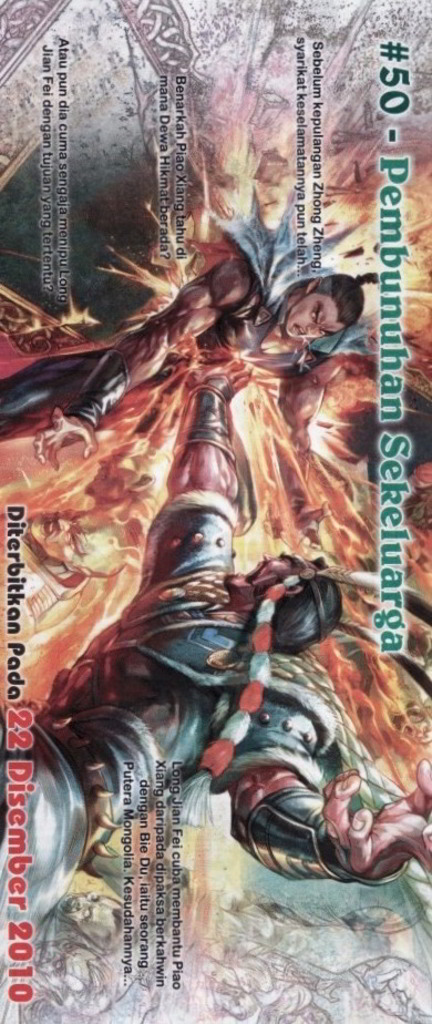 #50 - Pembunuhan Sekeluarga
Sebelum kepulangan Zhong Zheng,
syarikat keselamatannya pun telah...
Benarkah Piao Xiang tahu di
mana Dewa Hikmat berada?
Atau pun dia cuma sengaja menipu Long
Jian Fei dengan tujuan yang tertentu?
Long Jian Fei cuba membantu Piao
Xiang daripada dipaksa berkahwin
dengan Bie Du, iaitu seorang
Putera Mongolia. Kesudahannya...
Diterbitkan Pada 22 Disember 2010